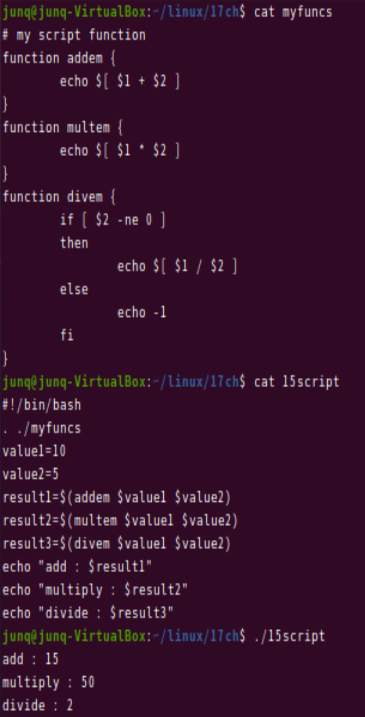 junq@junq-VirtualBox:~/linux/17ch$ cat myfuncs
# my script function
function addem {
        echo $[ $1 + $2 ]
}
function multem {
        echo $[ $1 * $2 ]
}
function divem {
        if [ $2 -ne 0 ]
        then
                echo $[ $1 / $2 ]
        else
                echo -1
        fi
}
junq@junq-VirtualBox:~/linux/17ch$ cat 15script
#!/bin/bash
. ./myfuncs
value1=10
value2=5
result1=$(addem $value1 $value2)
result2=$(multem $value1 $value2)
result3=$(divem $value1 $value2)
echo "add : $result1"
echo "multiply : $result2"
echo "divide : $result3"
junq@junq-VirtualBox:~/linux/17ch$ ./15script
add : 15
multiply : 50
divide : 2